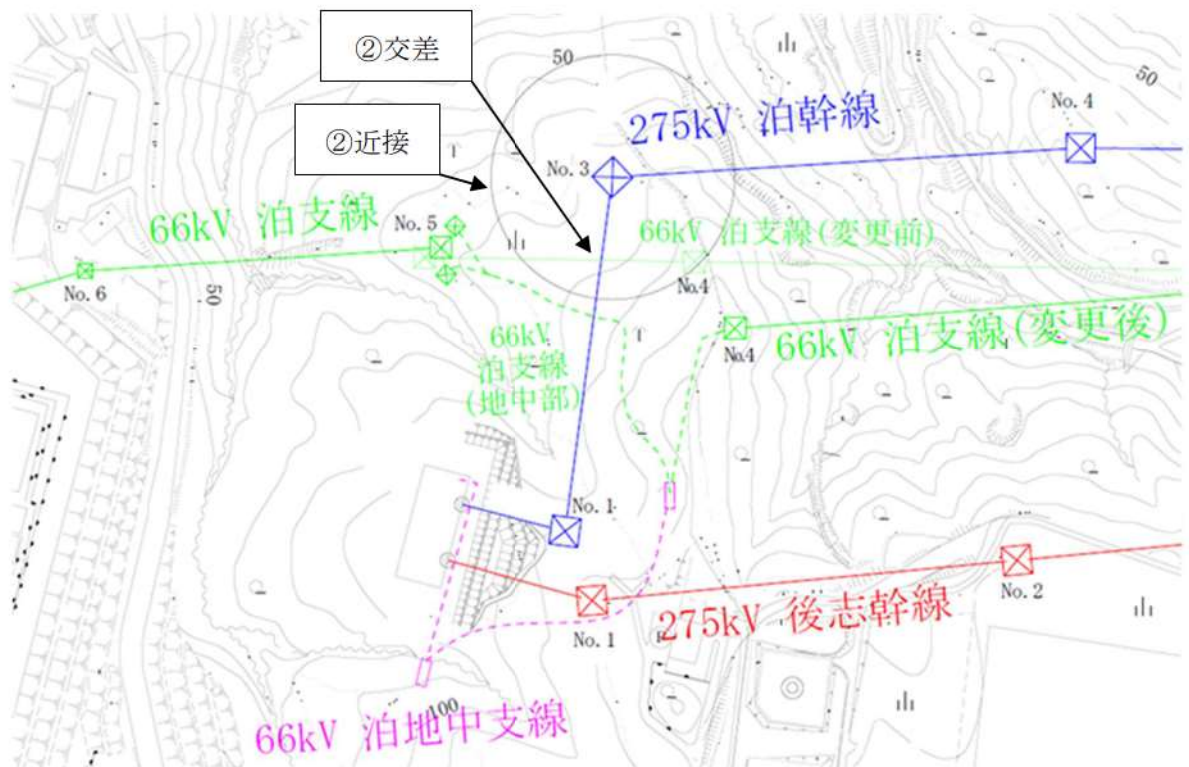 ②交差
50
50
②近接
275kV 泊幹線
No.4
No.3
66kV 泊支線
No.5
66kV 泊支線(変更前)
No.6
50
No.4
66kV
泊支線
(地中部)
No.4
66kV 泊支線(変更後)
No.1
No.2
275kV 後志幹線
No.1
100
66kV 泊地中支線